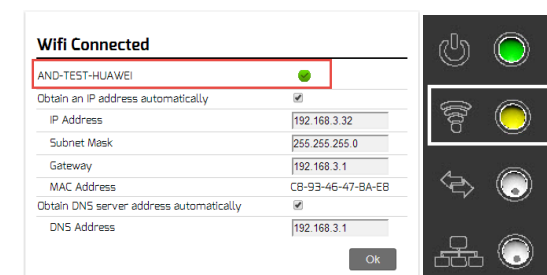 Wifi Connected
AND-TEST-HUAWEI
Obtain an IP address automatically
IP Address 192.168.3.32
Subnet Mask 255.255.255.0
Gateway 192.168.3.1
MAC Address C8-93-46-47-BA-E8
Obtain DNS server address automatically
DNS Address 192.168.3.1
Ok